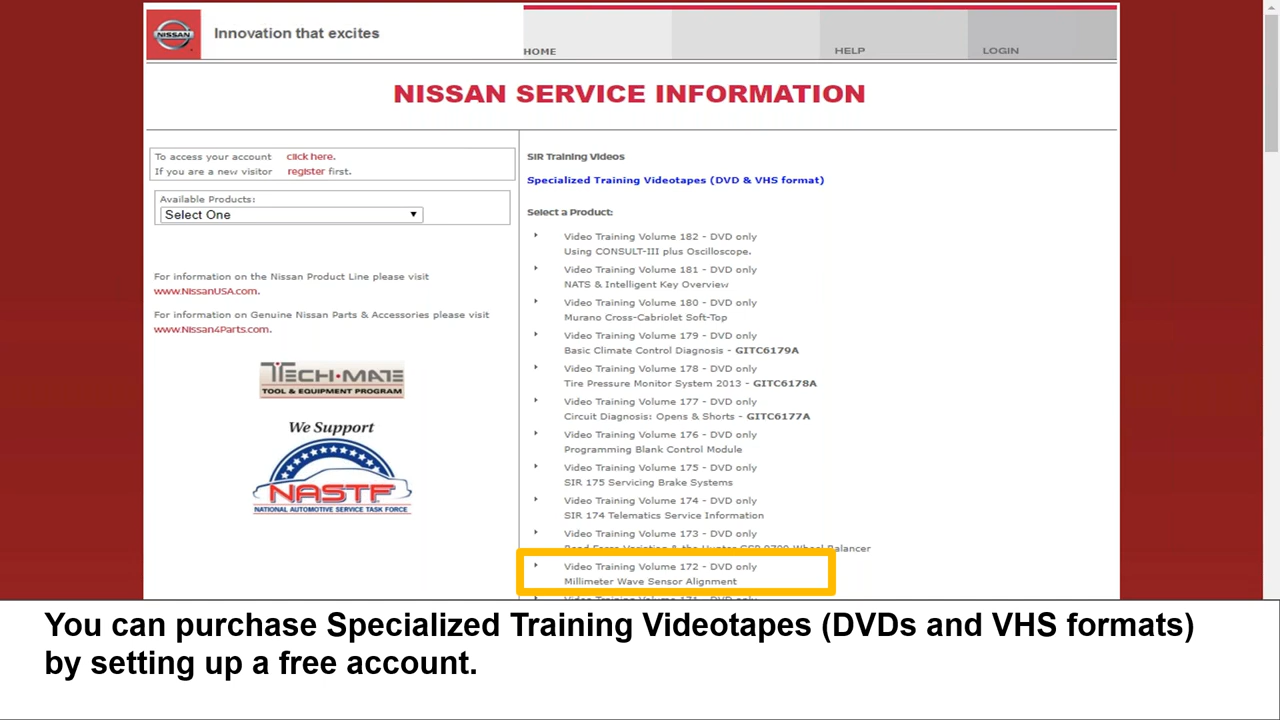 NISSAN
Innovation that excites
HOME
HELP
LOGIN
NISSAN SERVICE INFORMATION
To access your account click here.
If you are a new visitor register first.
Available Products:
Select One
For information on the Nissan Product Line please visit
www.NissanUSA.com.
For information on Genuine Nissan Parts & Accessories please visit
www.Nissan4Parts.com.
TECH·MATE
TOOL & EQUIPMENT PROGRAM
We Support
NASTF
NATIONAL AUTOMOTIVE SERVICE TASK FORCE
SIR Training Videos
Specialized Training Videotapes (DVD & VHS format)
Select a Product:
Video Training Volume 182 - DVD only
Using CONSULT-III plus Oscilloscope.
Video Training Volume 181 - DVD only
NATS & Intelligent Key Overview
Video Training Volume 180 - DVD only
Murano Cross-Cabriolet Soft-Top
Video Training Volume 179 - DVD only
Basic Climate Control Diagnosis - GITC6179A
Video Training Volume 178 - DVD only
Tire Pressure Monitor System 2013 - GITC6178A
Video Training Volume 177 - DVD only
Circuit Diagnosis: Opens & Shorts - GITC6177A
Video Training Volume 176 - DVD only
Programming Blank Control Module
Video Training Volume 175 - DVD only
SIR 175 Servicing Brake Systems
Video Training Volume 174 - DVD only
SIR 174 Telematics Service Information
Video Training Volume 173 - DVD only
Balancer
Video Training Volume 172 - DVD only
Millimeter Wave Sensor Alignment
You can purchase Specialized Training Videotapes (DVDs and VHS formats)
by setting up a free account.